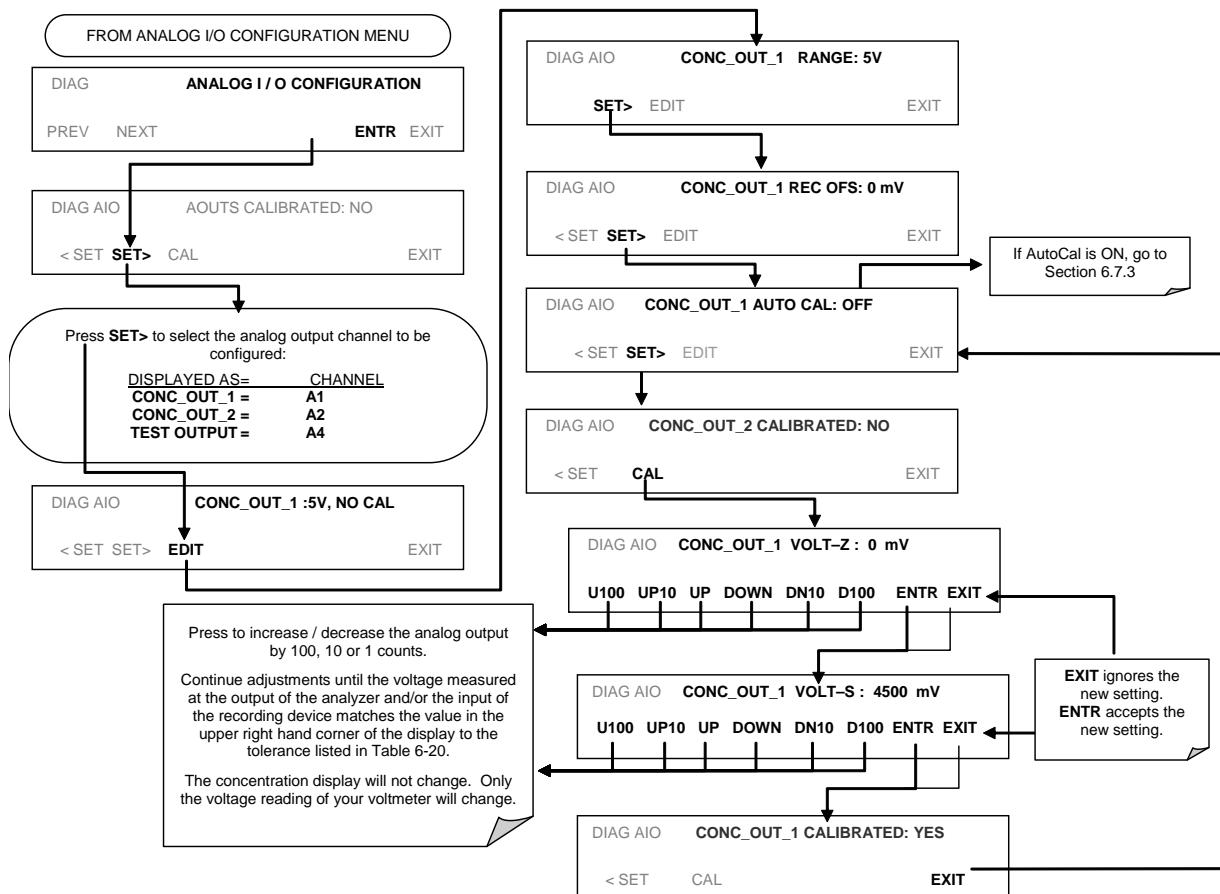 FROM ANALOG I/O CONFIGURATION MENU
DIAG ANALOG I / O CONFIGURATION
PREV NEXT ENTR EXIT
DIAG AIO AOUTS CALIBRATED: NO
< SET SET> CAL EXIT
Press SET> to select the analog output channel to be
configured:
DISPLAYED AS= CHANNEL
CONC_OUT_1 = A1
CONC_OUT_2 = A2
TEST OUTPUT = A4
DIAG AIO CONC_OUT_1 :5V, NO CAL
< SET SET> EDIT EXIT
DIAG AIO CONC_OUT_1 RANGE: 5V
SET> EDIT EXIT
DIAG AIO CONC_OUT_1 REC OFS: 0 mV
< SET SET> EDIT EXIT
If AutoCal is ON, go to
Section 6.7.3
DIAG AIO CONC_OUT_1 AUTO CAL: OFF
< SET SET> EDIT EXIT
DIAG AIO CONC_OUT_2 CALIBRATED: NO
< SET CAL EXIT
DIAG AIO CONC_OUT_1 VOLT–Z : 0 mV
U100 UP10 UP DOWN DN10 D100 ENTR EXIT
Press to increase / decrease the analog output
by 100, 10 or 1 counts.
Continue adjustments until the voltage measured
at the output of the analyzer and/or the input of
the recording device matches the value in the
upper right hand corner of the display to the
tolerance listed in Table 6-20.
The concentration display will not change. Only
the voltage reading of your voltmeter will change.
EXIT ignores the
new setting.
ENTR accepts the
new setting.
DIAG AIO CONC_OUT_1 VOLT–S : 4500 mV
U100 UP10 UP DOWN DN10 D100 ENTR EXIT
DIAG AIO CONC_OUT_1 CALIBRATED: YES
< SET CAL EXIT